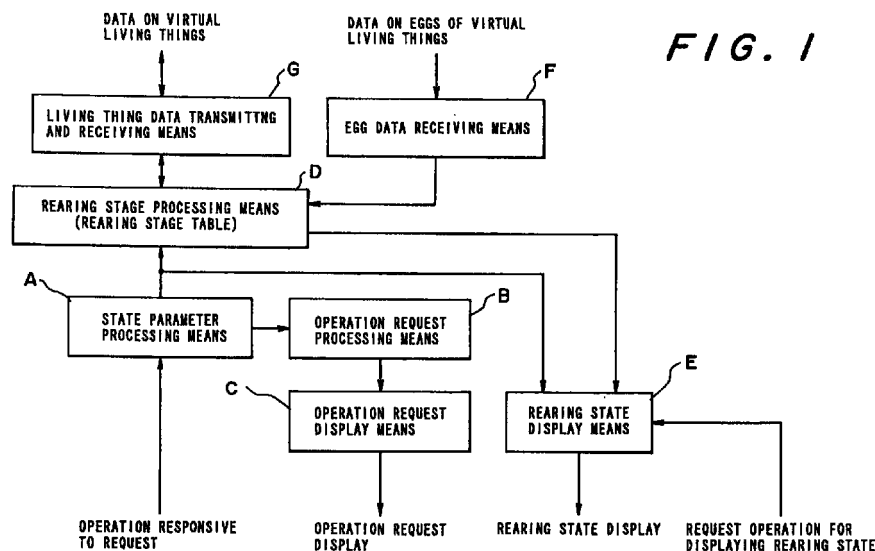 DATA ON VIRTUAL
LIVING THINGS
DATA ON EGGS OF VIRTUAL
LIVING THINGS
FIG. 1
G
F
LIVING THING DATA TRANSMITTNG
AND RECEIVING MEANS
EGG DATA RECEIVING MEANS
D
REARING STAGE PROCESSING MEANS
(REARING STAGE TABLE)
A
B
STATE PARAMETER
PROCESSING MEANS
OPERATION REQUEST
PROCESSING MEANS
C
E
OPERATION REQUEST
DISPLAY MEANS
REARING STATE
DISPLAY MEANS
OPERATION RESPONSIVE
TO REQUEST
OPERATION REQUEST
DISPLAY
REARING STATE DISPLAY
REQUEST OPERATION FOR
DISPLAYING REARING STATE